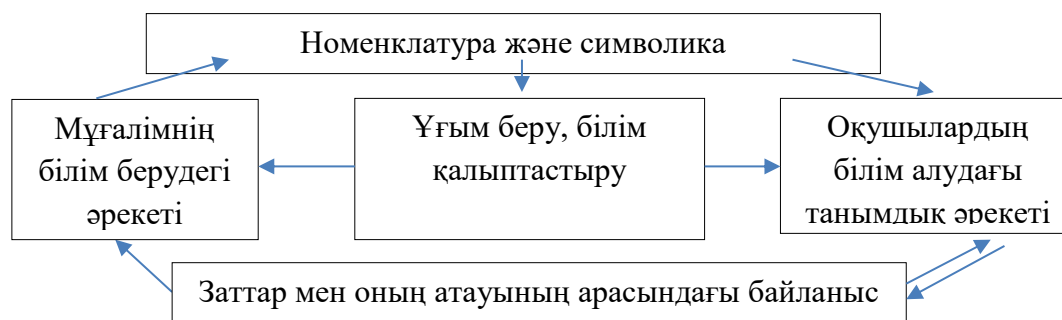 Номенклатура және символика
Мұғалімнің
білім берудегі
әрекеті
Ұғым беру, білім
қалыптастыру
Оқушылардың
білім алудағы
танымдық әрекеті
Заттар мен оның атауының арасындағы байланыс